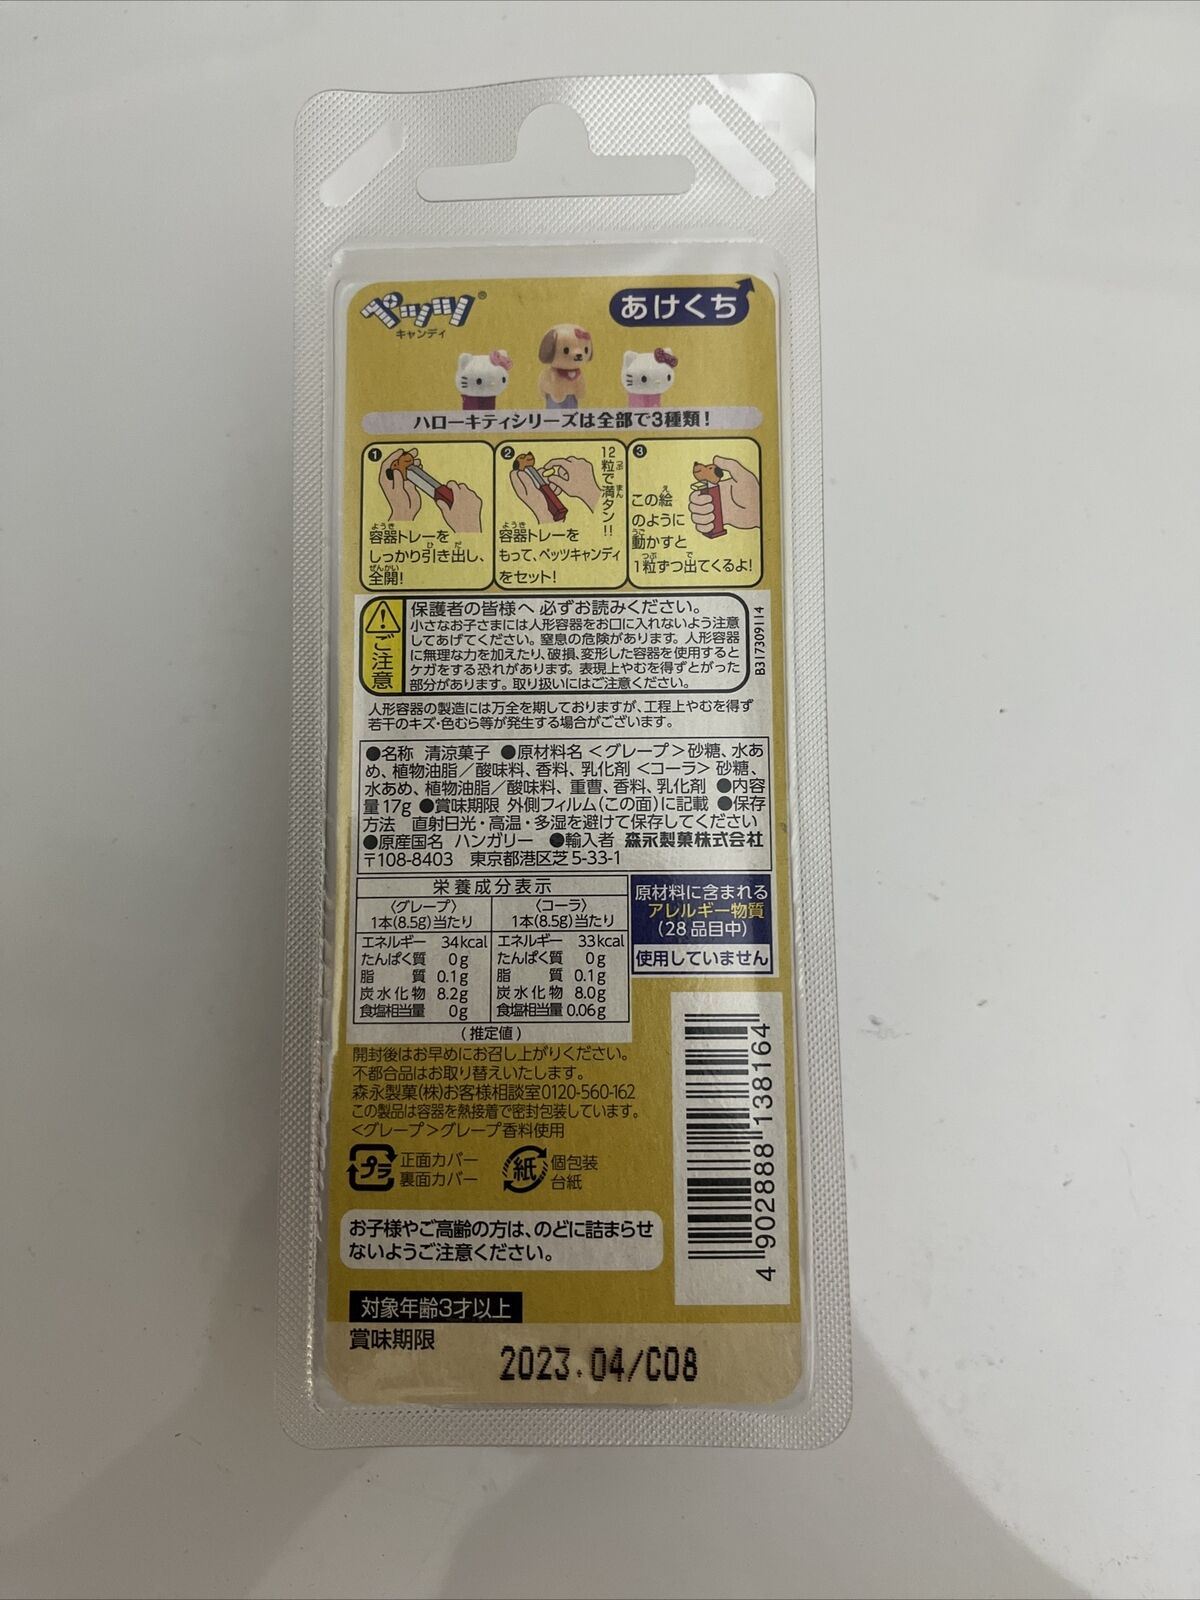 ペッツ®
キャンディ
あけくち
ハローキティシリーズは全部で3種類!
1
容器トレーを
しっかり引き出し、
全開!
2
12粒で満タン!!
容器トレーを
もって、ペッツキャンディ
をセット!
3
この絵
のように
動かすと
1粒ずつ出てくるよ!
ご注意
保護者の皆様へ 必ずお読みください。
小さなお子さまには人形容器をお口に入れないよう注意
してあげてください。窒息の危険があります。人形容器
に無理な力を加えたり、破損、変形した容器を使用すると
ケガをする恐れがあります。表現上やむを得ずとがった
部分があります。取り扱いにはご注意ください。
B317309114
人形容器の製造には万全を期しておりますが、工程上やむを得ず
若干のキズ・色むら等が発生する場合がございます。
●名称 清涼菓子 ●原材料名 <グレープ>砂糖、水あ
め、植物油脂/酸味料、香料、乳化剤 <コーラ> 砂糖、
水あめ、植物油脂/酸味料、重曹、香料、乳化剤 ●内容
量17g ●賞味期限 外側フィルム(この面)に記載 ●保存
方法 直射日光・高温・多湿を避けて保存してください
●原産国名 ハンガリー ●輸入者 森永製菓株式会社
〒108-8403 東京都港区芝5-33-1
栄養成分表示
〈グレープ〉 〈コーラ〉
1本(8.5g)当たり 1本(8.5g)当たり
エネルギー 34kcal エネルギー 33kcal
たんぱく質 0g たんぱく質 0g
脂質 0.1g 脂質 0.1g
炭水化物 8.2g 炭水化物 8.0g
食塩相当量 0g 食塩相当量 0.06g
(推定値)
原材料に含まれる
アレルギー物質
(28品目中)
使用していません
開封後はお早めにお召し上がりください。
不都合品はお取り替えいたします。
森永製菓(株)お客様相談室0120-560-162
この製品は容器を熱接着で密封包装しています。
<グレープ>グレープ香料使用
プラ 正面カバー
裏面カバー
紙 個包装
台紙
4 902888 138164
お子様やご高齢の方は、のどに詰まらせ
ないようご注意ください。
対象年齢3才以上
賞味期限
2023.04/C08